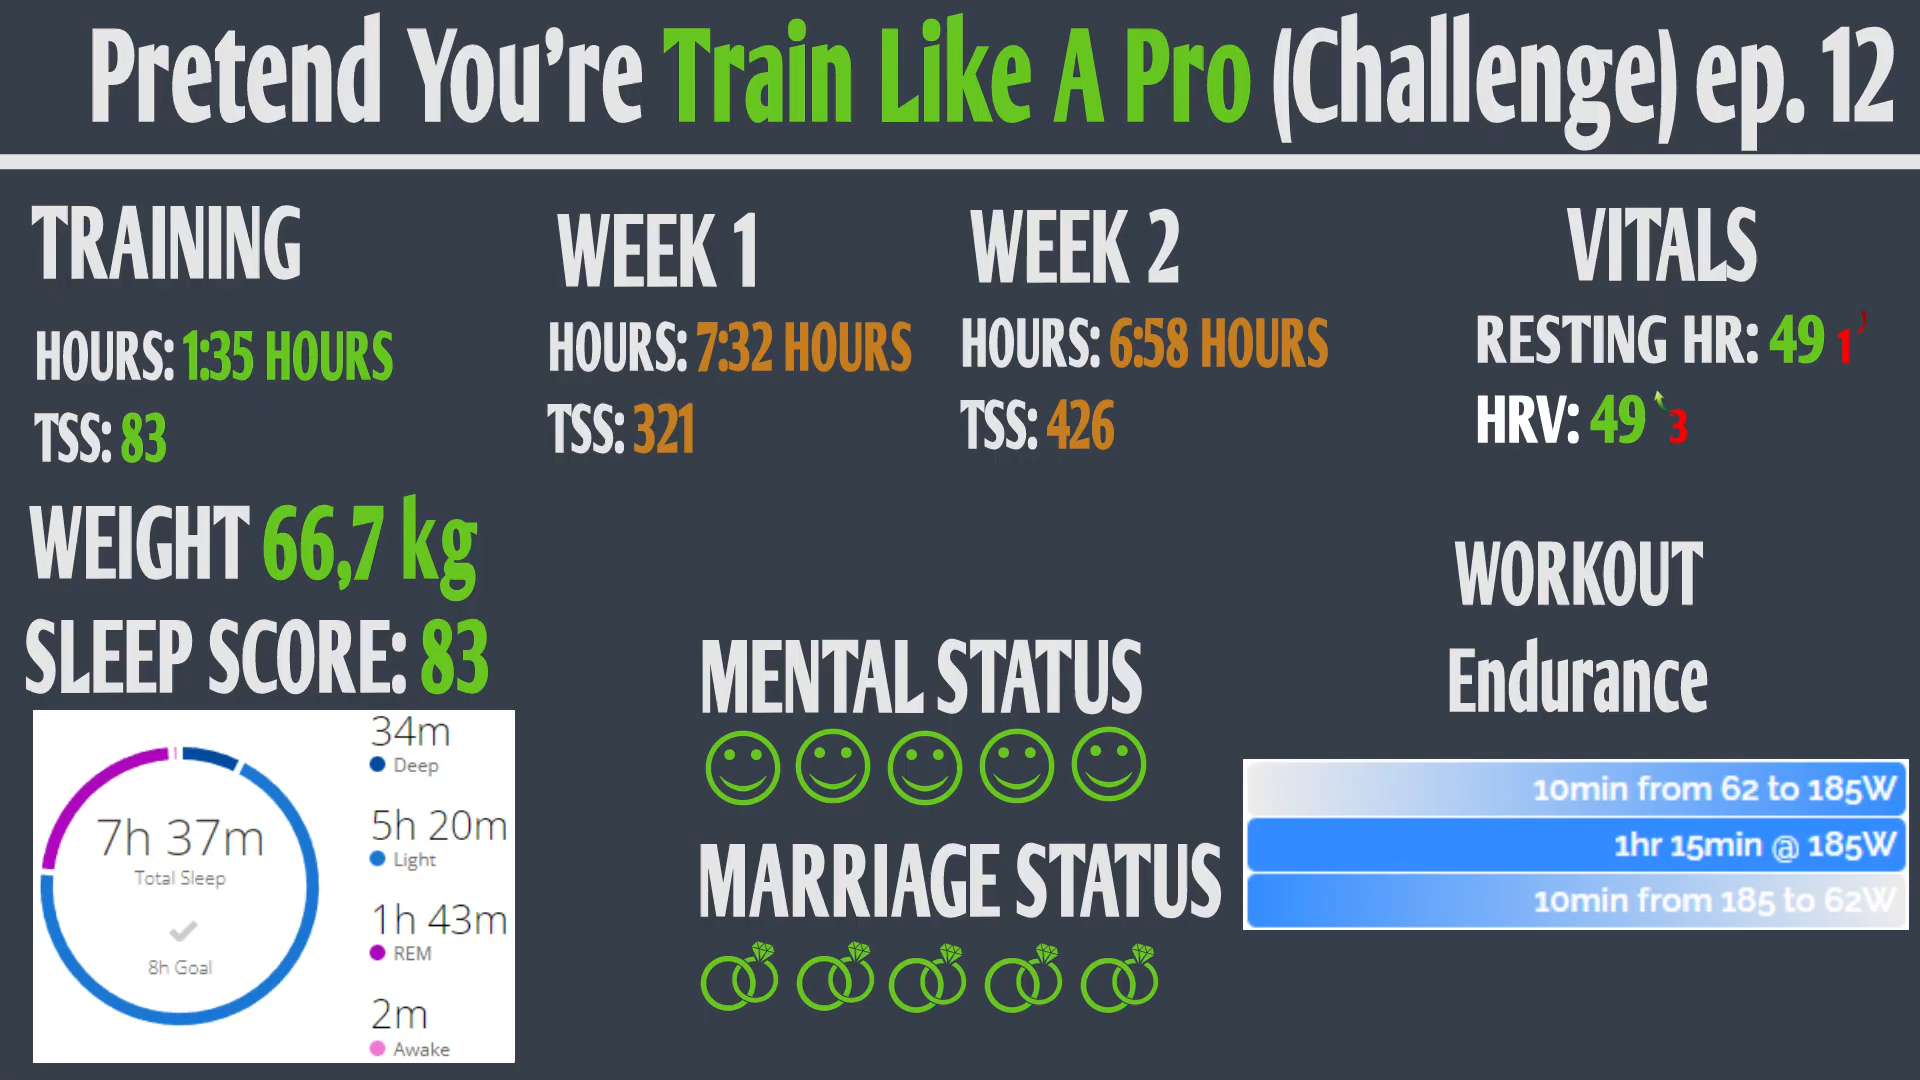 Pretend You're Train Like A Pro (Challenge) ep. 12
TRAINING
HOURS: 1:35 HOURS
TSS: 83
WEEK 1
HOURS: 7:32 HOURS
TSS: 321
WEEK 2
HOURS: 6:58 HOURS
TSS: 426
VITALS
RESTING HR: 49 1
HRV: 49 3
WEIGHT 66,7 kg
SLEEP SCORE: 83
7h 37m
Total Sleep
8h Goal
34m
Deep
5h 20m
Light
1h 43m
REM
2m
Awake
MENTAL STATUS
MARRIAGE STATUS
WORKOUT
Endurance
10min from 62 to 185W
1hr 15min @ 185W
10min from 185 to 62W